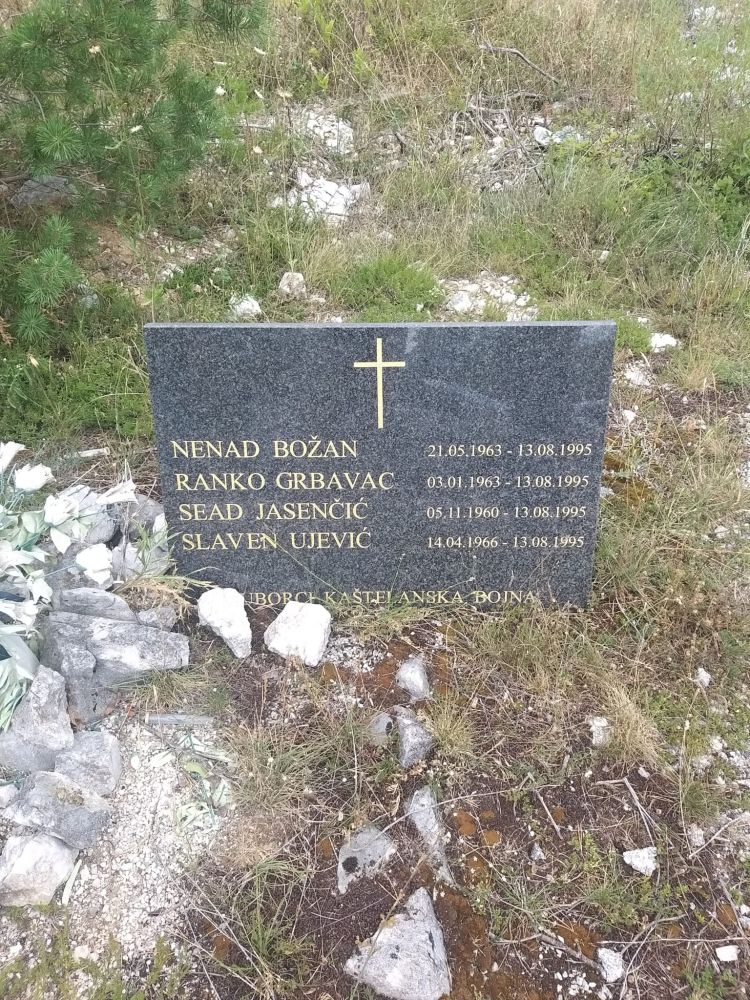 NENAD BOŽAN 21.05.1963 - 13.08.1995
RANKO GRBAVAC 03.01.1963 - 13.08.1995
SEAD JASENČIĆ 05.11.1960 - 13.08.1995
SLAVEN UJEVIĆ 14.04.1966 - 13.08.1995
KAŠTELANSKA BOJNA